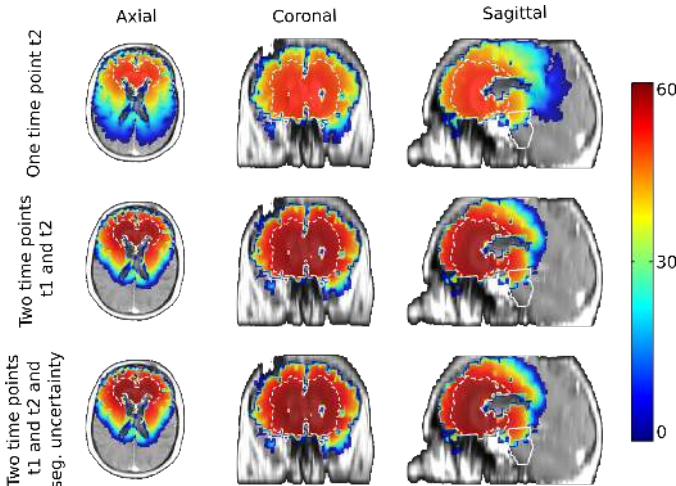 Axial
Coronal
Sagittal
One time point t2
Two time points
t1 and t2
Two time points
t1 and t2 and
seg. uncertainty
60
30
0